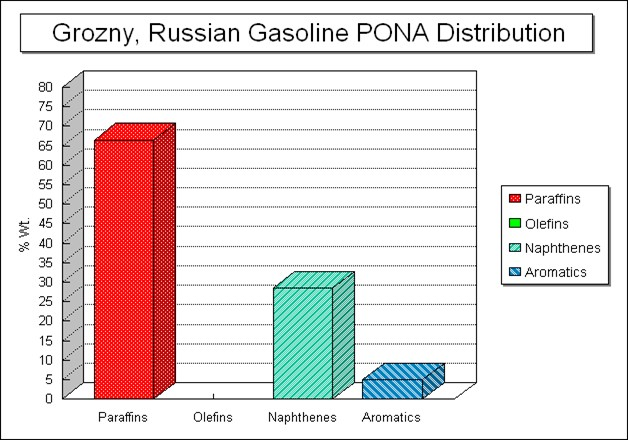 Grozny, Russian Gasoline PONA Distribution
80
75
70
65
60
55
50
45
40
35
30
25
20
15
10
5
0
% Wt.
Paraffins
Olefins
Naphthenes
Aromatics
Paraffins Olefins Naphthenes Aromatics